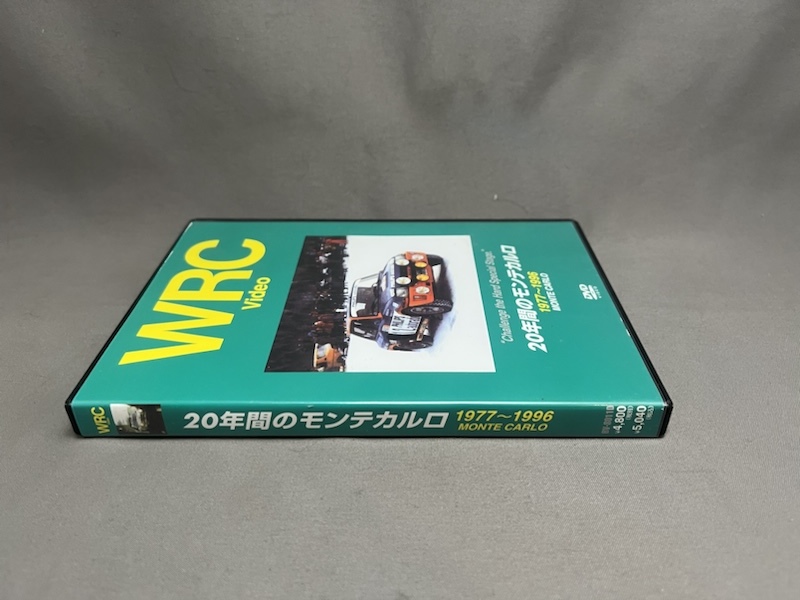 WRC
Video
"Challenge the Hard Special Stage."
20年間のモンテカルロ
1977〜1996
MONTE CARLO
DVD
WRC
20年間のモンテカルロ
1977〜1996
MONTE CARLO
¥4,800
¥5,040